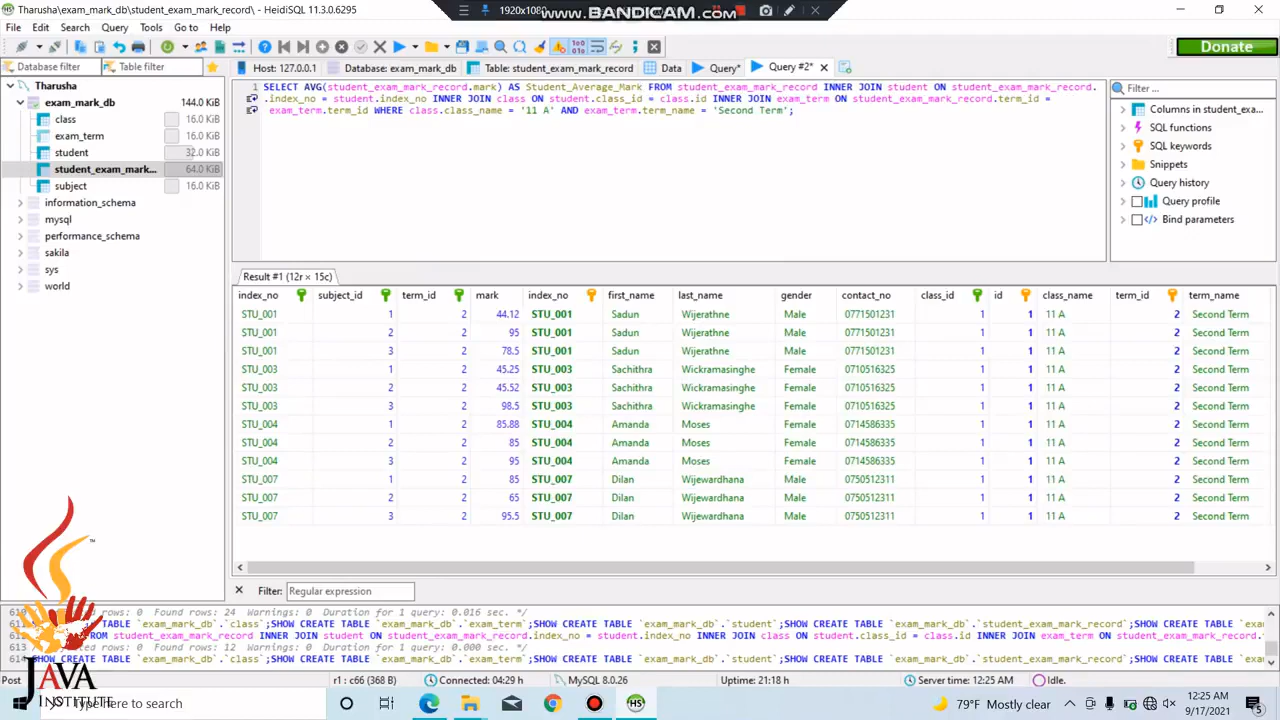 Tharusha\exam_mark_db\student_exam_mark_record\ - HeidiSQL 11.3.0.6295
1920x1080
www.BANDICAM.com
File Edit Search Query Tools Go to Help
Donate
Database filter Table filter
Host: 127.0.0.1 Database: exam_mark_db Table: student_exam_mark_record Data Query* Query #2*
Tharusha
exam_mark_db 144.0 KiB
class 16.0 KiB
exam_term 16.0 KiB
student 32.0 KiB
student_exam_mark... 64.0 KiB
subject 16.0 KiB
information_schema
mysql
performance_schema
sakila
sys
world
1 SELECT AVG(student_exam_mark_record.mark) AS Student_Average_Mark FROM student_exam_mark_record INNER JOIN student ON student_exam_mark_record.
.index_no = student.index_no INNER JOIN class ON student.class_id = class.id INNER JOIN exam_term ON student_exam_mark_record.term_id =
exam_term.term_id WHERE class.class_name = '11 A' AND exam_term.term_name = 'Second Term';
Filter ...
Columns in student_exa...
SQL functions
SQL keywords
Snippets
Query history
Query profile
Bind parameters
Result #1 (12r × 15c)
index_no subject_id term_id mark index_no first_name last_name gender contact_no class_id id class_name term_id term_name
STU_001 1 2 44.12 STU_001 Sadun Wijerathne Male 0771501231 1 1 11 A 2 Second Term
STU_001 2 2 95 STU_001 Sadun Wijerathne Male 0771501231 1 1 11 A 2 Second Term
STU_001 3 2 78.5 STU_001 Sadun Wijerathne Male 0771501231 1 1 11 A 2 Second Term
STU_003 1 2 45.25 STU_003 Sachithra Wickramasinghe Female 0710516325 1 1 11 A 2 Second Term
STU_003 2 2 45.52 STU_003 Sachithra Wickramasinghe Female 0710516325 1 1 11 A 2 Second Term
STU_003 3 2 98.5 STU_003 Sachithra Wickramasinghe Female 0710516325 1 1 11 A 2 Second Term
STU_004 1 2 85.88 STU_004 Amanda Moses Female 0714586335 1 1 11 A 2 Second Term
STU_004 2 2 85 STU_004 Amanda Moses Female 0714586335 1 1 11 A 2 Second Term
STU_004 3 2 95 STU_004 Amanda Moses Female 0714586335 1 1 11 A 2 Second Term
STU_007 1 2 85 STU_007 Dilan Wijewardhana Male 0750512311 1 1 11 A 2 Second Term
STU_007 2 2 65 STU_007 Dilan Wijewardhana Male 0750512311 1 1 11 A 2 Second Term
STU_007 3 2 95.5 STU_007 Dilan Wijewardhana Male 0750512311 1 1 11 A 2 Second Term
Filter: Regular expression
rows: 0 Found rows: 24 Warnings: 0 Duration for 1 query: 0.016 sec. */
TABLE `exam_mark_db`.`class`;SHOW CREATE TABLE `exam_mark_db`.`exam_term`;SHOW CREATE TABLE `exam_mark_db`.`student`;SHOW CREATE TABLE `exam_mark_db`.`student_exam_mark_record`;SHOW CREATE TABLE
FROM student_exam_mark_record INNER JOIN student ON student_exam_mark_record.index_no = student.index_no INNER JOIN class ON student.class_id = class.id INNER JOIN exam_term ON student_exam_mark_record.
rows: 0 Found rows: 12 Warnings: 0 Duration for 1 query: 0.000 sec. */
614 SHOW CREATE TABLE `exam_mark_db`.`class`;SHOW CREATE TABLE `exam_mark_db`.`exam_term`;SHOW CREATE TABLE `exam_mark_db`.`student`;SHOW CREATE TABLE `exam_mark_db`.`student_exam_mark_record`;SHOW CREATE TABLE
JAVA
INSTITUTE
™
Post r1 : c66 (368 B) Connected: 04:29 h MySQL 8.0.26 Uptime: 21:18 h Server time: 12:25 AM Idle.
Type here to search
79°F Mostly clear
12:25 AM
9/17/2021
5